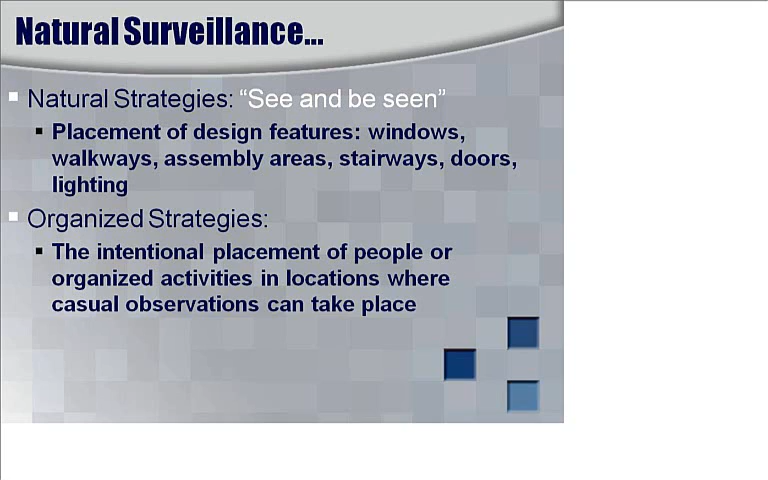 Natural Surveillance...
Natural Strategies: “See and be seen”
Placement of design features: windows,
walkways, assembly areas, stairways, doors,
lighting
Organized Strategies:
The intentional placement of people or
organized activities in locations where
casual observations can take place